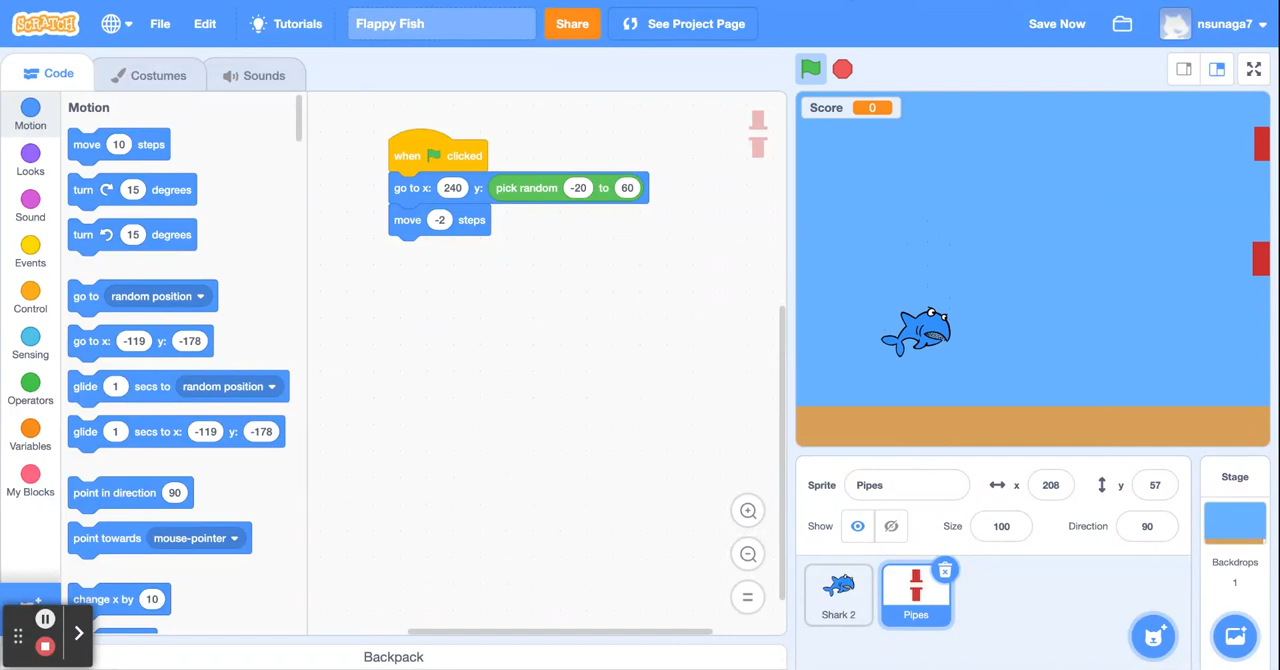 SCRATCH File Edit Tutorials Flappy Fish Share See Project Page Save Now nsunaga7
Code Costumes Sounds
Motion
Looks
Sound
Events
Control
Sensing
Operators
Variables
My Blocks
Motion
move 10 steps
turn 15 degrees
turn 15 degrees
go to random position
go to x: -119 y: -178
glide 1 secs to random position
glide 1 secs to x: -119 y: -178
point in direction 90
point towards mouse-pointer
change x by 10
when clicked
go to x: 240 y: pick random -20 to 60
move -2 steps
Backpack
Score 0
Sprite Pipes x 208 y 57
Show Size 100 Direction 90
Shark 2
Pipes
Stage
Backdrops
1